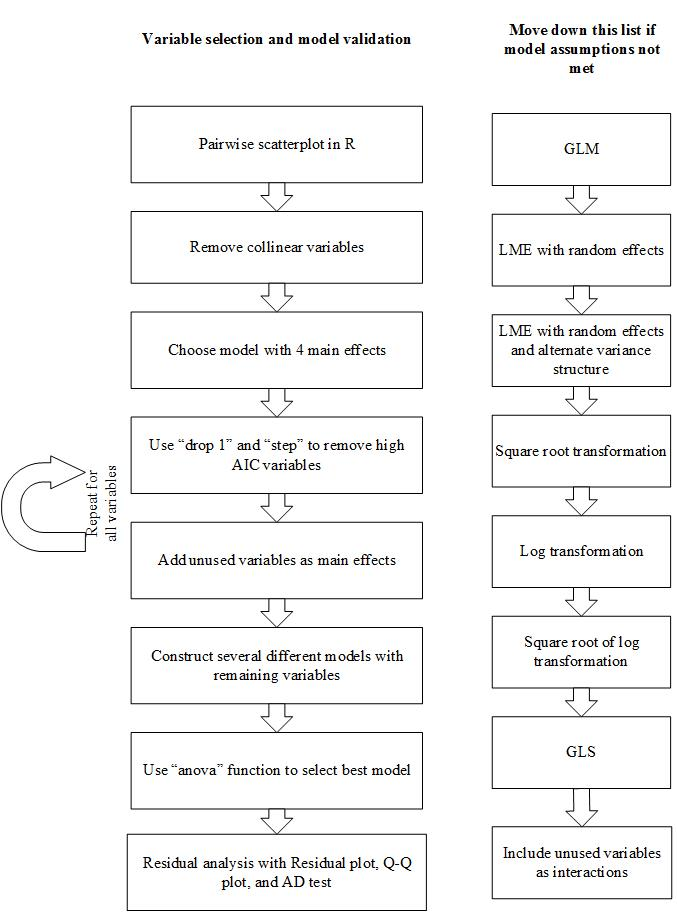 Variable selection and model validation
Pairwise scatterplot in R
Remove collinear variables
Choose model with 4 main effects
Use “drop 1” and “step” to remove high
AIC variables
Repeat for
all variables
Add unused variables as main effects
Construct several different models with
remaining variables
Use “anova” function to select best model
Residual analysis with Residual plot, Q-Q
plot, and AD test
Move down this list if
model assumptions not
met
GLM
LME with random effects
LME with random effects
and alternate variance
structure
Square root transformation
Log transformation
Square root of log
transformation
GLS
Include unused variables
as interactions